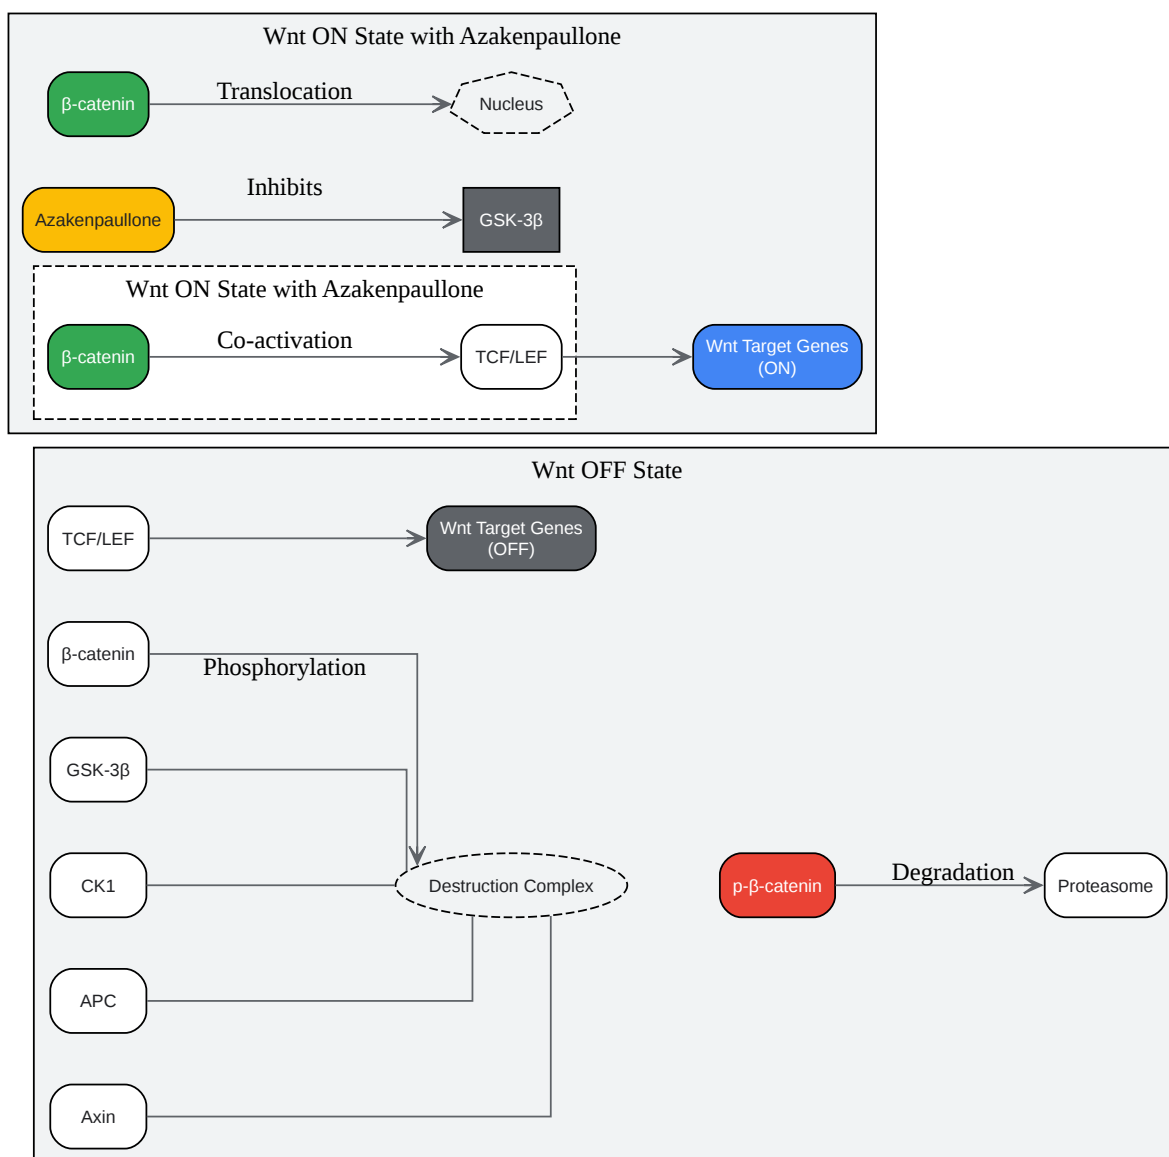 Wnt ON State with Azakenpaullone
β-catenin
Translocation
Nucleus
Azakenpaullone
Inhibits
GSK-3β
Wnt ON State with Azakenpaullone
β-catenin
Co-activation
TCF/LEF
Wnt Target Genes
(ON)
Wnt OFF State
TCF/LEF
Wnt Target Genes
(OFF)
β-catenin
Phosphorylation
GSK-3β
CK1
Destruction Complex
p-β-catenin
Degradation
Proteasome
APC
Axin